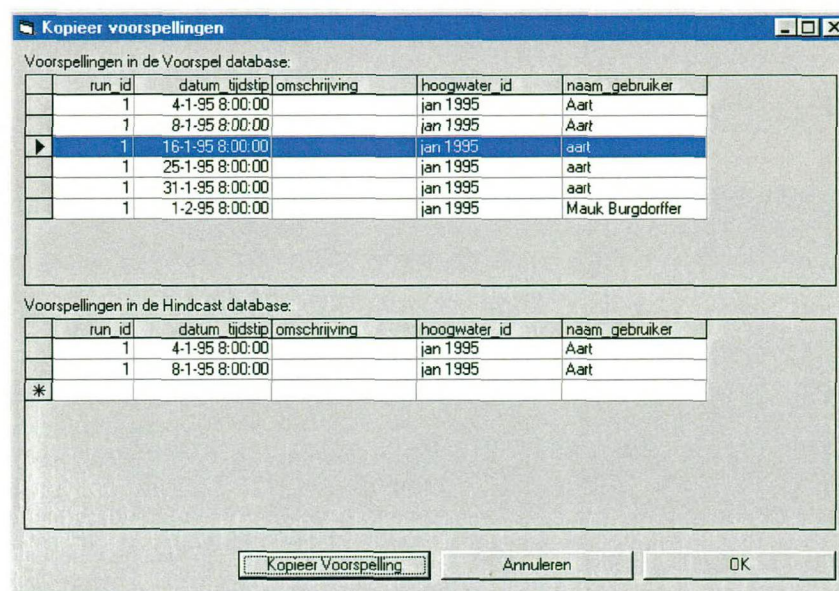 Kopieer voorspellingen
Voorspellingen in de Voorspel database:
run_id datum_tijdstip omschrijving hoogwater_id naam_gebruiker
1 4-1-95 8:00:00 jan 1995 Aart
1 8-1-95 8:00:00 jan 1995 Aart
1 16-1-95 8:00:00 jan 1995 aart
1 25-1-95 8:00:00 jan 1995 aart
1 31-1-95 8:00:00 jan 1995 aart
1 1-2-95 8:00:00 jan 1995 Mauk Burgdorffer
Voorspellingen in de Hindcast database:
run_id datum_tijdstip omschrijving hoogwater_id naam_gebruiker
1 4-1-95 8:00:00 jan 1995 Aart
1 8-1-95 8:00:00 jan 1995 Aart
Kopieer Voorspelling Annuleren OK